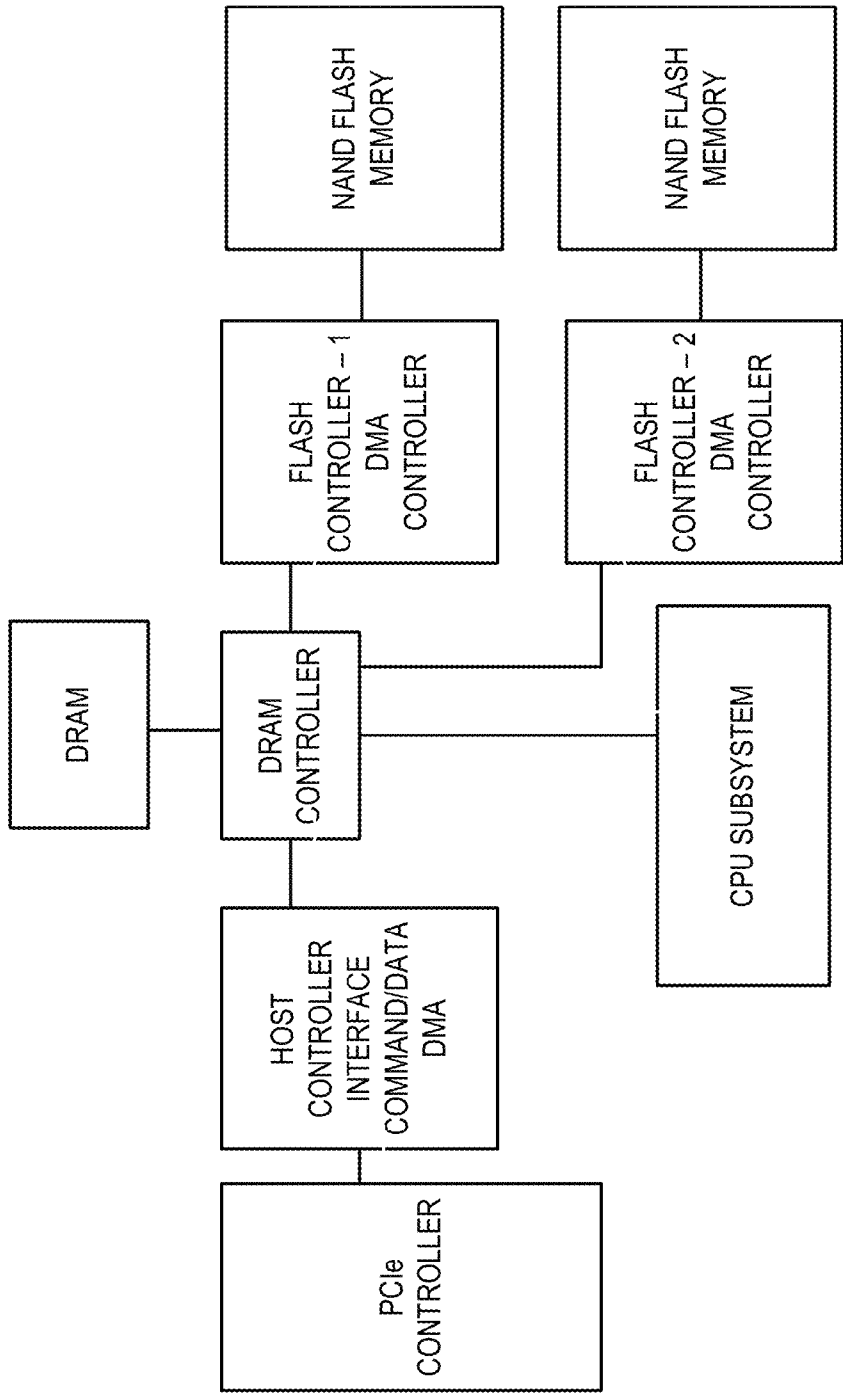 DRAM
PCIe
CONTROLLER
HOST
CONTROLLER
INTERFACE
COMMAND/DATA
DMA
DRAM
CONTROLLER
FLASH
CONTROLLER – 1
DMA
CONTROLLER
NAND FLASH
MEMORY
CPU SUBSYSTEM
FLASH
CONTROLLER – 2
DMA
CONTROLLER
NAND FLASH
MEMORY